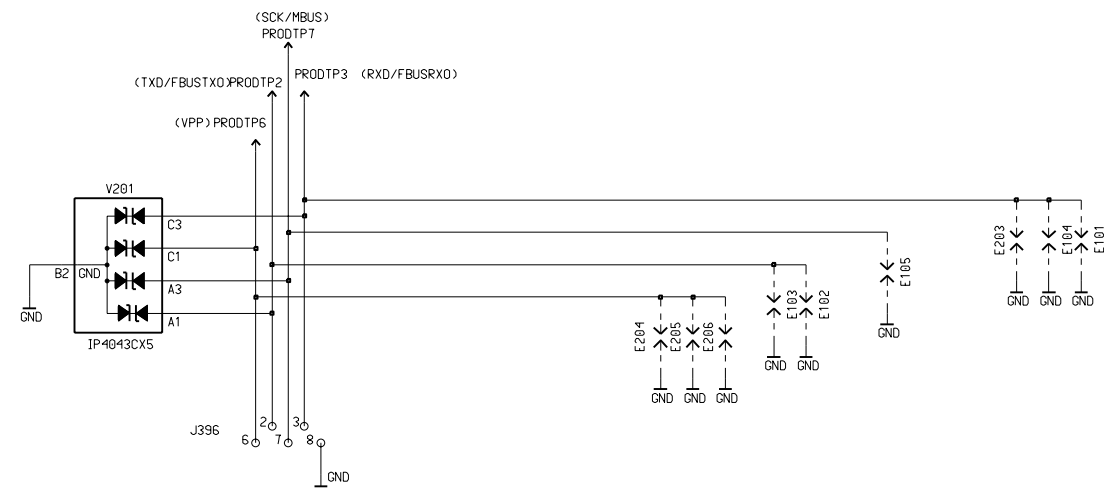 (SCK/MBUS)
PRODTP7
(TXD/FBUSTXO)PRODTP2
PRODTP3 (RXD/FBUSRXO)
(VPP)PRODTP6
V201
C3
C1
B2 GND
A3
A1
GND
IP4043CX5
E203
E104
E101
E105
GND
GND
GND
E103
E102
GND
E204
E205
E206
GND
GND
GND
GND
GND
J396
2
3
6
7
8
GND